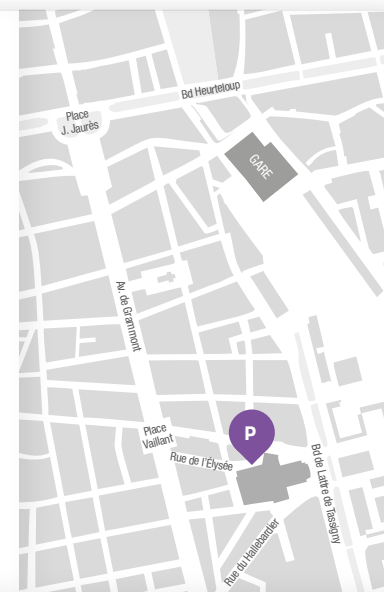 Bd Heurteloup
Place
J. Jaurès
GARE
Av. de Grammont
Place
Vaillant
P
Rue de l'Élysée
Bd de Lattre de Tassigny
Rue du Hallebardier